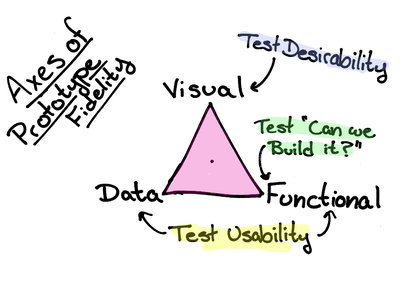 Axes of
Prototype
Fidelity
Test Desirability
Visual
Test "Can we
Build it?"
Data
Functional
Test Usability